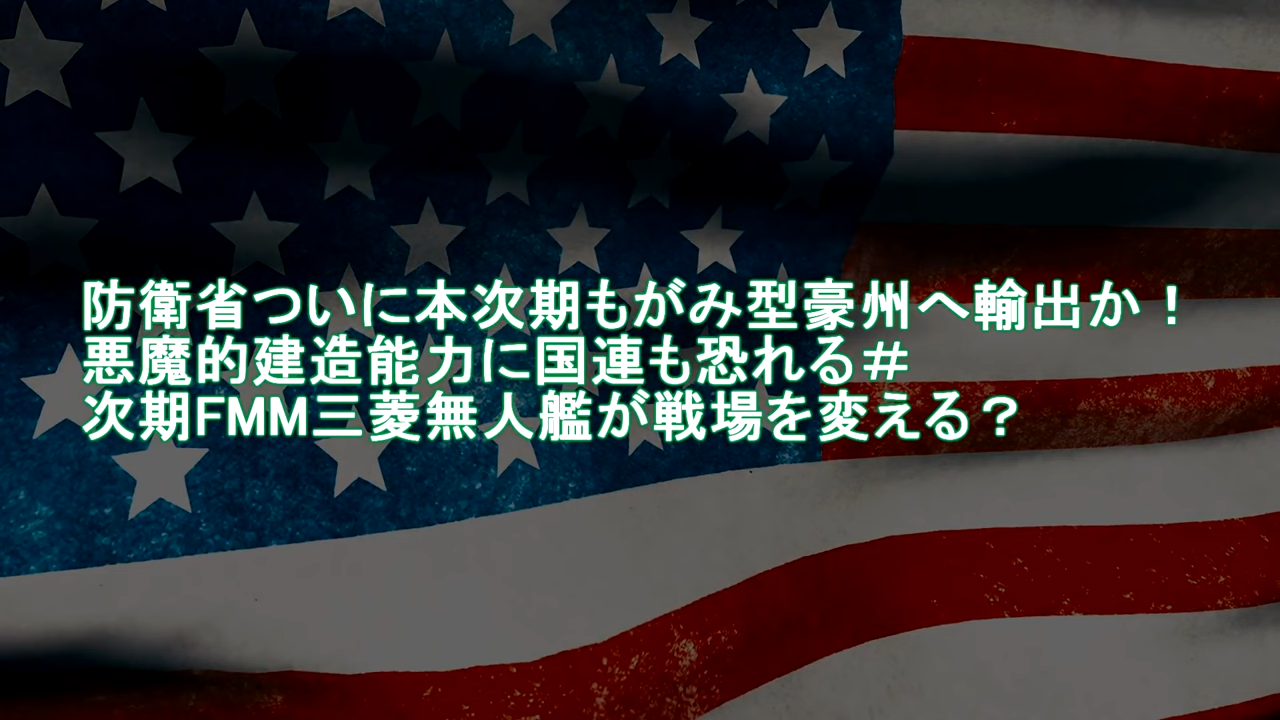 防衛省ついに本次期もがみ型豪州へ輸出か！
悪魔的建造能力に国連も恐れる＃
次期FMM三菱無人艦が戦場を変える？